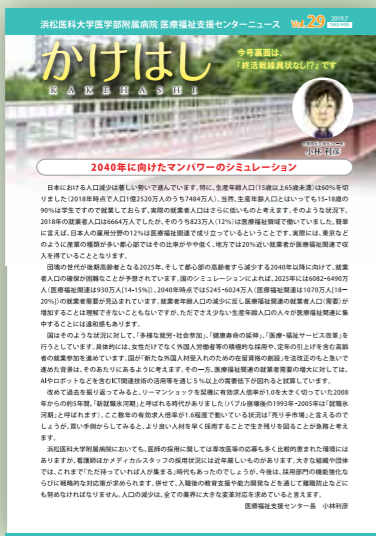 浜松医科大学医学部附属病院 医療福祉支援センターニュース Vol.29 2019.7
かけはし
KAKEHASHI
今号裏面は、
『終活戦線異状なし!?』です
小林 利彦
2040年に向けたマンパワーのシミュレーション
日本における人口減少は著しい勢いで進んでいます。特に、生産年齢人口(15歳以上65歳未満)は60%を切
りました(2018年時点で人口1億2520万人のうち7484万人)。当然、生産年齢人口とはいっても15-18歳の
90%は学生ですので就業しておらず、実際の就業者人口はさらに低いものと考えます。そのような状況下、
2018年の就業者人口は6664万人でしたが、そのうち823万人(12%)は医療福祉領域で働いていました。簡単
に言えば、日本人の雇用分野の12%は医療福祉関連で成り立っているということです。実際には、東京など
のように産業の種類が多い都心部ではその比率がやや低く、地方では20%近い就業者が医療福祉関連で収
入を得ていることとなります。
団塊の世代が後期高齢者となる2025年、そして都心部の高齢者すら減少する2040年以降に向けて、就業
者人口の確保が困難なことが予想されています。国のシミュレーションによれば、2025年には6082~6490万
人(医療福祉関連は930万人[14~15%])、2040年時点では5245~6024万人(医療福祉関連は1070万人[18~
20%])の就業者需要が見込まれています。就業者年齢人口の減少に反し医療福祉関連の就業者人口(需要)が
増加することは理解できないこともないですが、ただでさえ少ない生産年齢人口の人々が医療福祉関連に集
中することには違和感もあります。
国はそのような状況に対して、「多様な就労・社会参加」、「健康寿命の延伸」、「医療・福祉サービス改革」を
行うとしています。具体的には、女性だけでなく外国人労働者等の積極的な採用や、定年の引上げを含む高齢
者の就業参加を進めています。国が「新たな外国人材受入れのための在留資格の創設」を法改正のもと急いで
進めた背景は、そのあたりにあるように考えます。その一方、医療福祉関連の就業者需要の増大に対しては、
AIやロボットなどを含むICT関連技術の活用等を通じ5%以上の需要低下が図れると試算しています。
改めて過去を振り返ってみると、リーマンショックを契機に有効求人倍率が1.0を大きく切っていた2008
年からの約5年間、「新就職氷河期」と呼ばれる時代がありました(バブル崩壊後の1993年-2005年は「就職氷
河期」と呼ばれます)。ここ数年の有効求人倍率が1.6程度で動いている状況は「売り手市場」と言えるので
しょうが、買い手側からしてみると、より良い人材を早く採用することで生き残りを図ることが急務と考え
ます。
浜松医科大学附属病院においても、医師の採用に関しては専攻医等の応募も多く比較的恵まれた環境には
ありますが、看護師ほかメディカルスタッフの採用状況には近年厳しいものがあります。大きな組織や団体
では、これまで「ただ待っていれば人が集まる」時代もあったのでしょうが、今後は、採用部門の機能強化な
らびに戦略的な対応策が求められます。併せて、入職後の教育支援や能力開発などを通じて離職防止などに
も努めなければなりません。人口の減少は、全ての業界に大きな変革対応を求めていると言えます。
医療福祉支援センター長 小林利彦